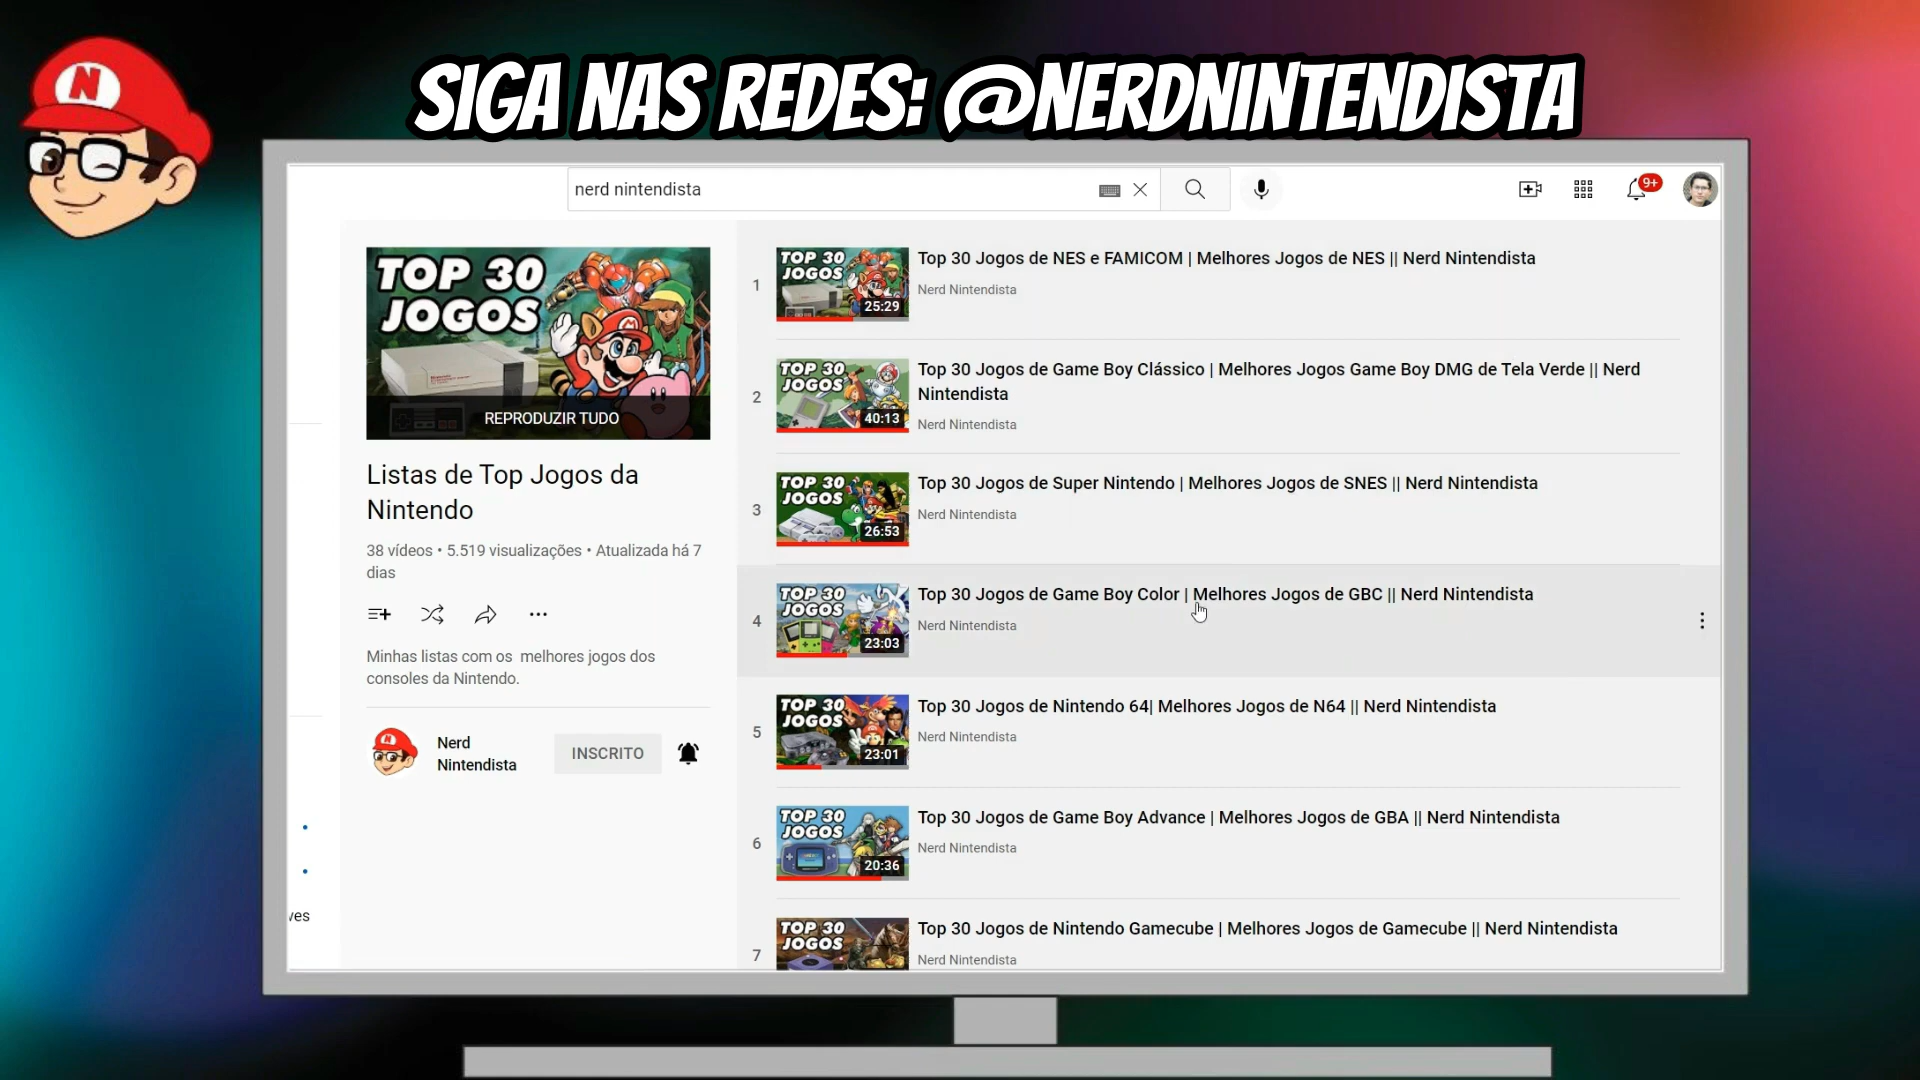 SIGA NAS REDES: @NERDNINTENDISTA
N
nerd nintendista
9+
TOP 30
JOGOS
REPRODUZIR TUDO
Listas de Top Jogos da
Nintendo
38 vídeos • 5.519 visualizações • Atualizada há 7
dias
Minhas listas com os melhores jogos dos
consoles da Nintendo.
Nerd
Nintendista
INSCRITO
ves
1
TOP 30
JOGOS
25:29
Top 30 Jogos de NES e FAMICOM | Melhores Jogos de NES || Nerd Nintendista
Nerd Nintendista
2
TOP 30
JOGOS
40:13
Top 30 Jogos de Game Boy Clássico | Melhores Jogos Game Boy DMG de Tela Verde || Nerd
Nintendista
Nerd Nintendista
3
TOP 30
JOGOS
26:53
Top 30 Jogos de Super Nintendo | Melhores Jogos de SNES || Nerd Nintendista
Nerd Nintendista
4
TOP 30
JOGOS
23:03
Top 30 Jogos de Game Boy Color | Melhores Jogos de GBC || Nerd Nintendista
Nerd Nintendista
5
TOP 30
JOGOS
23:01
Top 30 Jogos de Nintendo 64| Melhores Jogos de N64 || Nerd Nintendista
Nerd Nintendista
6
TOP 30
JOGOS
20:36
Top 30 Jogos de Game Boy Advance | Melhores Jogos de GBA || Nerd Nintendista
Nerd Nintendista
7
TOP 30
JOGOS
Top 30 Jogos de Nintendo Gamecube | Melhores Jogos de Gamecube || Nerd Nintendista
Nerd Nintendista